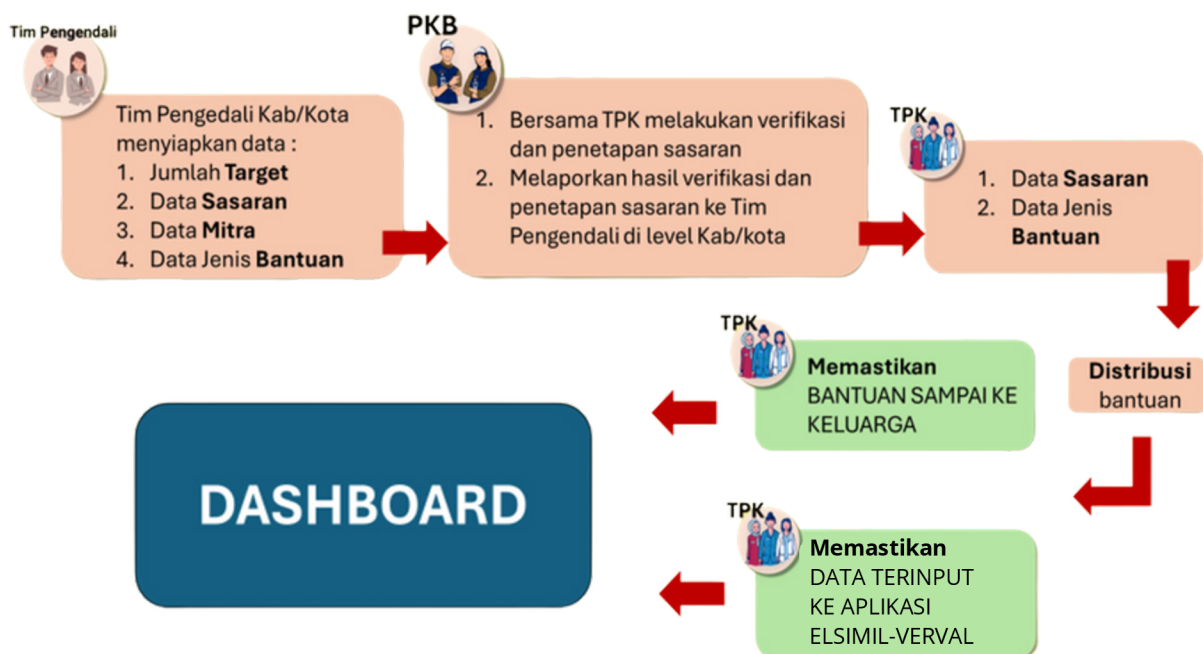 Tim Pengendali
Tim Pengedali Kab/Kota
menyiapkan data :
1. Jumlah Target
2. Data Sasaran
3. Data Mitra
4. Data Jenis Bantuan
PKB
1. Bersama TPK melakukan verifikasi
dan penetapan sasaran
2. Melaporkan hasil verifikasi dan
penetapan sasaran ke Tim
Pengendali di level Kab/kota
TPK
1. Data Sasaran
2. Data Jenis
Bantuan
Distribusi
bantuan
TPK
Memastikan
BANTUAN SAMPAI KE
KELUARGA
TPK
Memastikan
DATA TERINPUT
KE APLIKASI
ELSIMIL-VERVAL
DASHBOARD